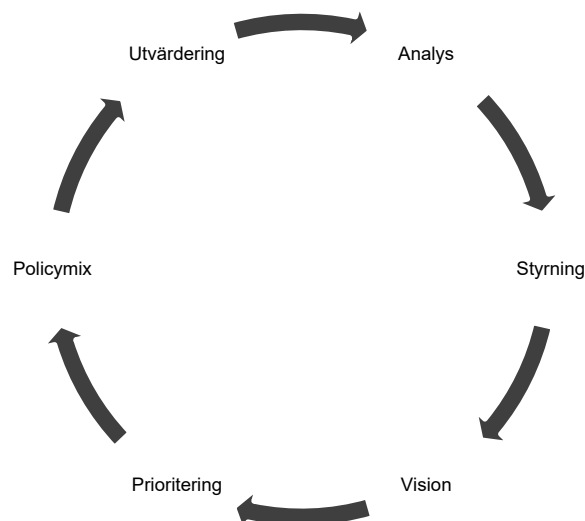 Utvärdering
Analys
Policymix
Styrning
Prioritering
Vision